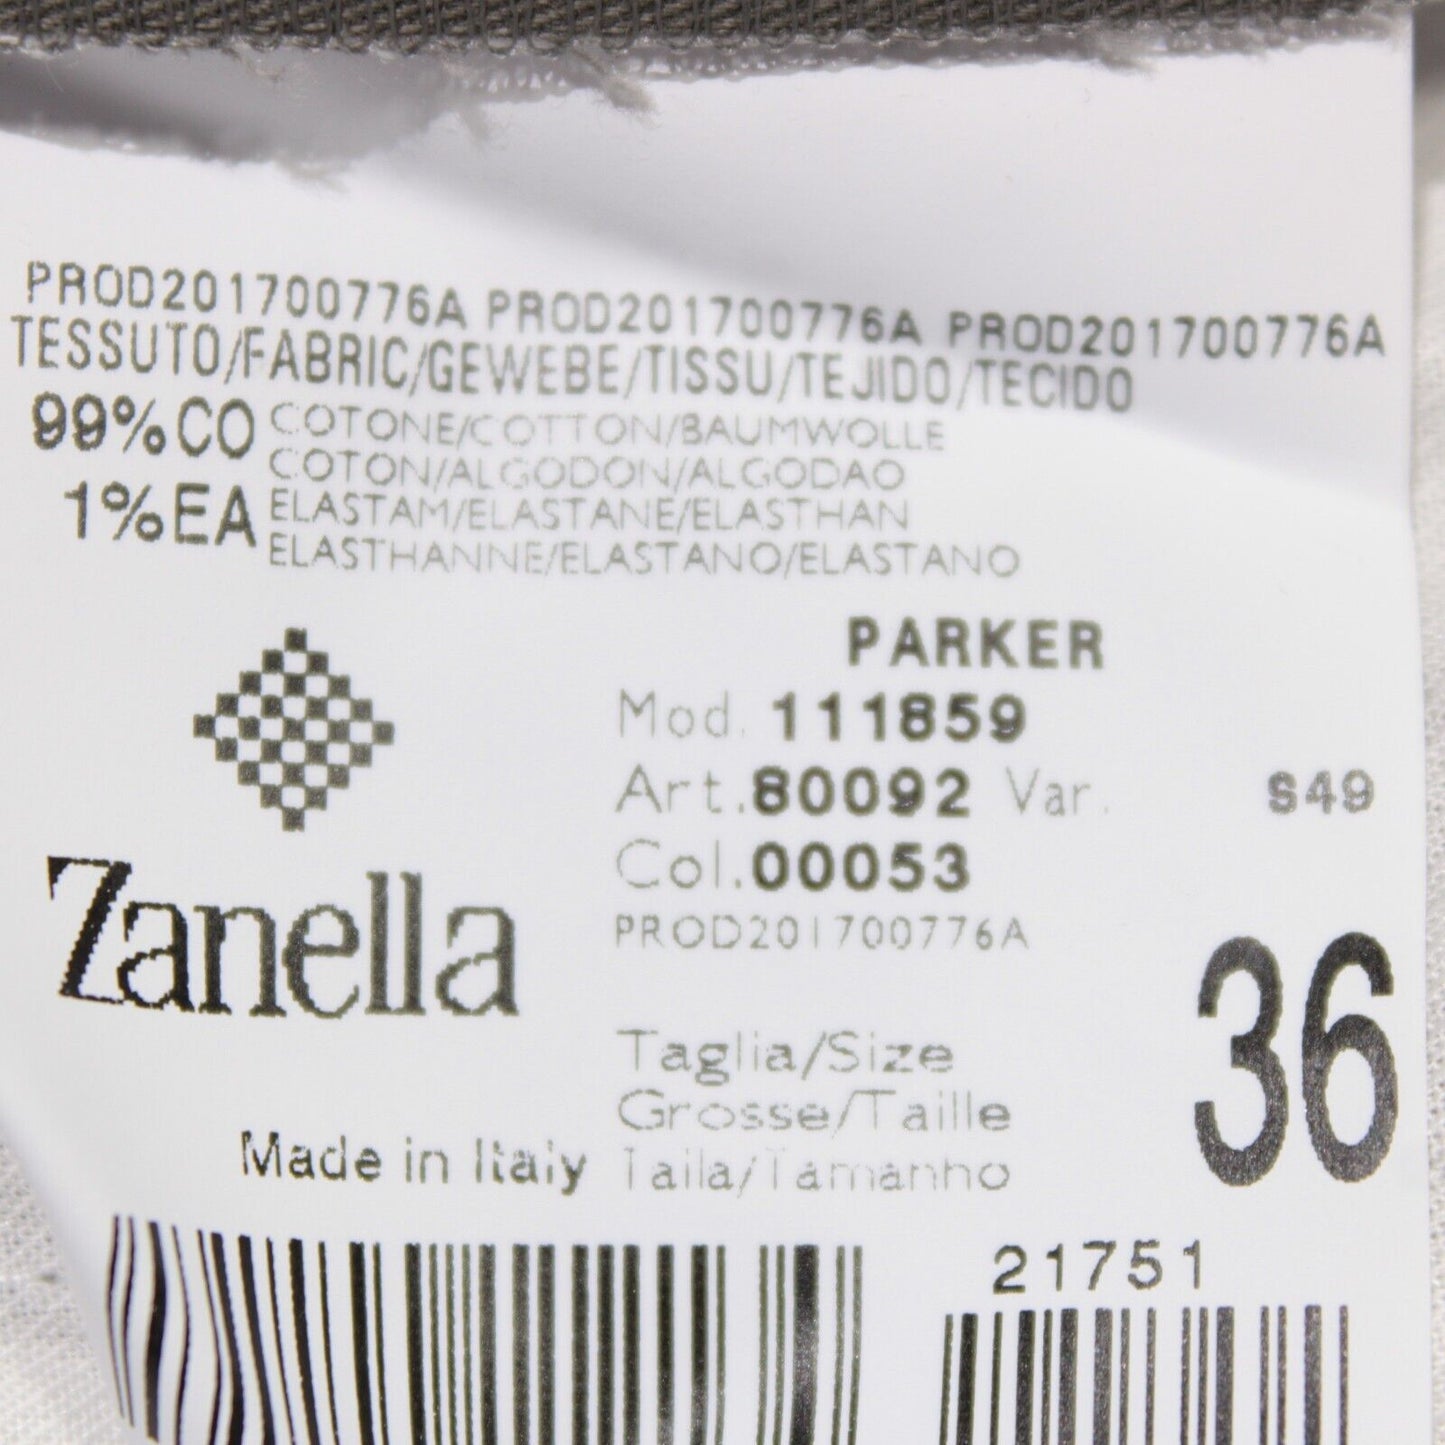 PROD201700776A PROD201700776A PROD201700776A
TESSUTO/FABRIC/GEWEBE/TISSU/TEJIDO/TECIDO
99%CO COTONE/COTTON/BAUMWOLLE
COTON/ALGODON/ALGODAO
1%EA ELASTAM/ELASTANE/ELASTHAN
ELASTHANNE/ELASTANO/ELASTANO
PARKER
Mod. 111859
Art. 80092 Var. S49
Col. 00053
PROD201700776A
Zanella
Taglia/Size
Grosse/Taille
Talla/Tamanho
36
Made in Italy
21751